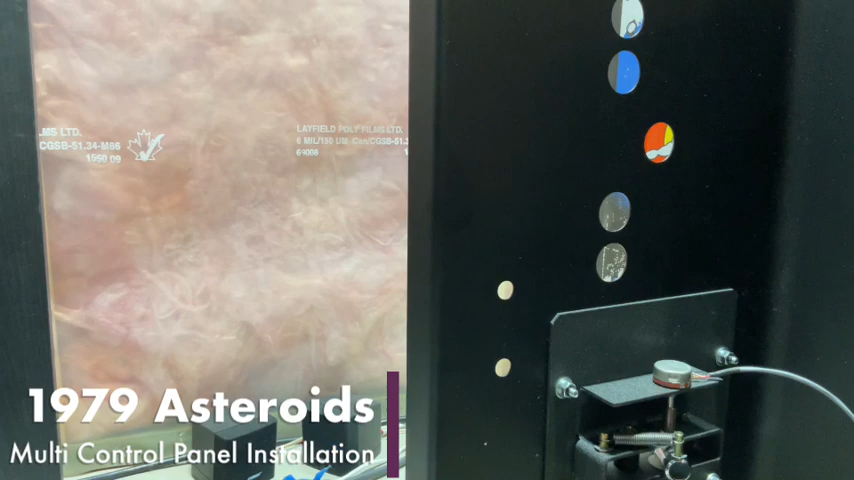 .MS LTD.
CGSB-51.34-M86
1550 09
LAYFIELD POLY FILMS LTD.
6 MIL/150 UM Can/CGSB-51.3
69008
1979 Asteroids
Multi Control Panel Installation